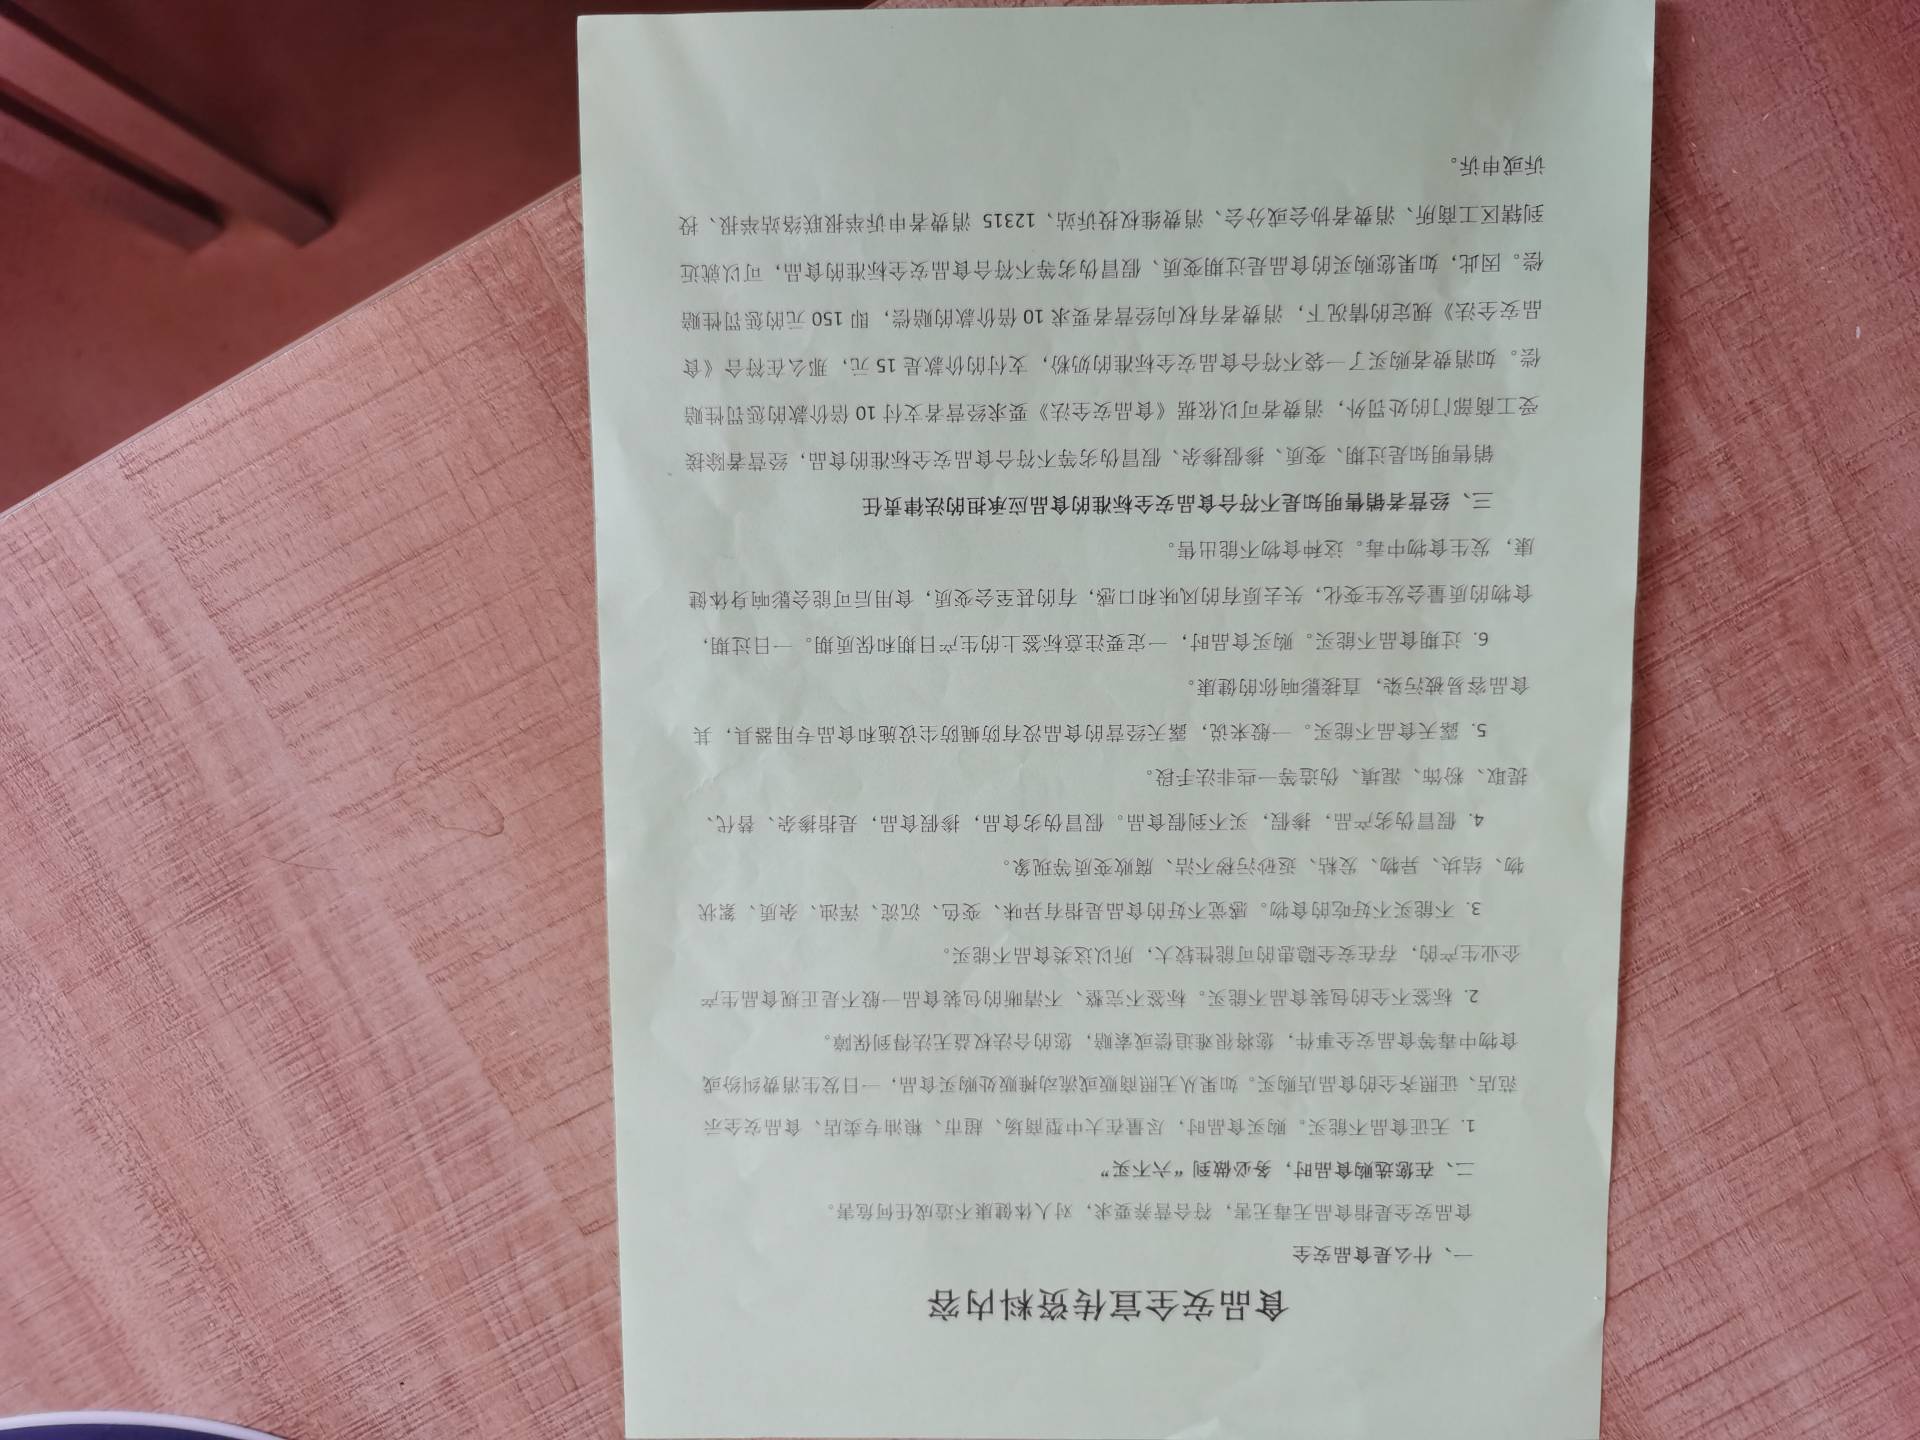 食品安全宣传资料内容
一、什么是食品安全
食品安全是指食品无毒无害，符合营养要求，对人体健康不造成任何危害。
二、在您选购食品时，务必做到“六不买”
1. 无证食品不能买。购买食品时，尽量在大中型商场、超市、粮油专卖店、食品安全示
范店、证照齐全的食品店购买。如果从无照商贩或流动摊贩处购买食品，一旦发生消费纠纷或
食物中毒等食品安全事件，您将很难追偿或索赔，您的合法权益无法得到保障。
2. 标签不全的包装食品不能买。标签不完整、不清晰的包装食品一般不是正规食品生产
企业生产的，存在安全隐患的可能性较大，所以这类食品不能买。
3. 不能买不好吃的食物。感觉不好的食品是指有异味、变色、沉淀、浑浊、杂质、絮状
物、结块、异物、发粘、返砂污秽不洁、腐败变质等现象。
4. 假冒伪劣产品，掺假，买不到假食品。假冒伪劣食品，掺假食品，是指掺杂、替代、
提取、粉饰、混填、伪造等一些非法手段。
5. 露天食品不能买。一般来说，露天经营的食品没有防蝇防尘设施和食品专用器具，其
食品容易被污染，直接影响你的健康。
6. 过期食品不能买。购买食品时，一定要注意标签上的生产日期和保质期。一旦过期，
食物的质量会发生变化，失去原有的风味和口感，有的甚至会变质，食用后可能会影响身体健
康，发生食物中毒。这种食物不能出售。
三、经营者销售明知是不符合食品安全标准的食品应承担的法律责任
销售明知是过期、变质、掺假掺杂、假冒伪劣等不符合食品安全标准的食品，经营者除接
受工商部门的处罚外，消费者可以依据《食品安全法》要求经营者支付 10 倍价款的惩罚性赔
偿。如消费者购买了一袋不符合食品安全标准的奶粉，支付的价款是 15 元，那么在符合《食
品安全法》规定的情况下，消费者有权向经营者要求 10 倍价款的赔偿，即 150 元的惩罚性赔
偿。因此，如果您购买的食品是过期变质、假冒伪劣等不符合食品安全标准的食品，可以就近
到辖区工商所、消费者协会或分会、消费维权投诉站、12315 消费者申诉举报联络站举报、投
诉或申诉。